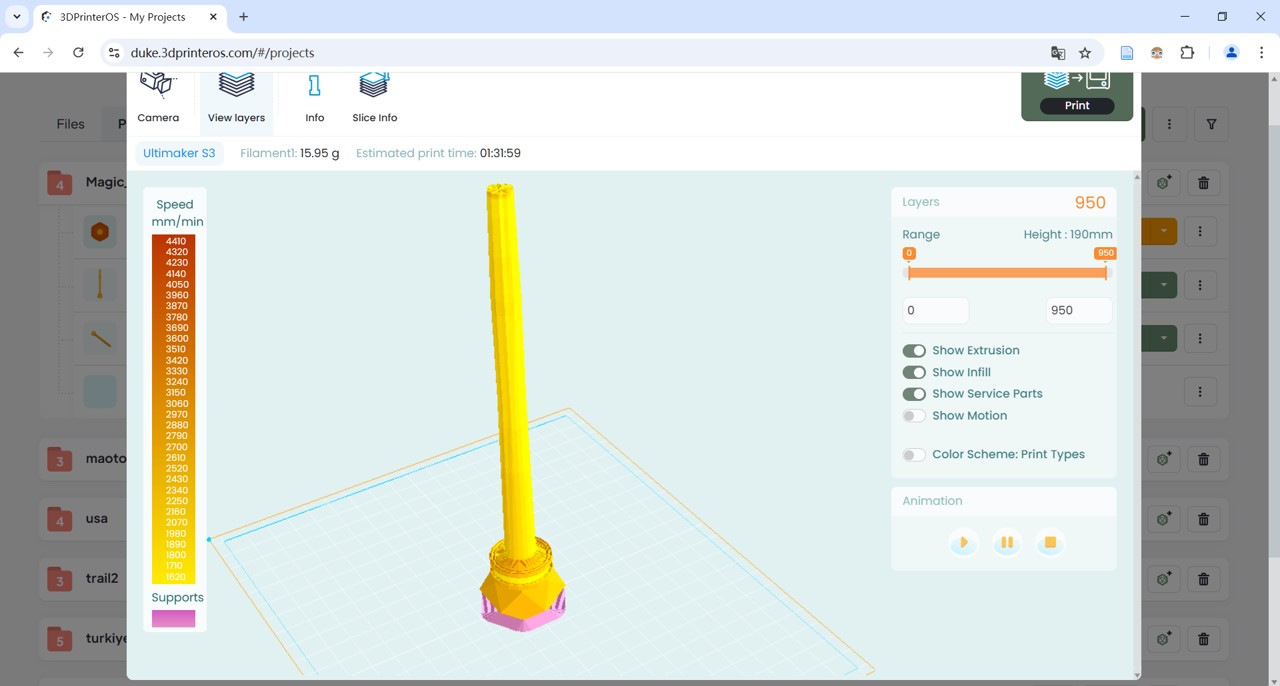 3DPrinterOS - My Projects
duke.3dprinteros.com/#/projects
Camera
View layers
Info
Slice Info
Print
Files
P
Ultimaker S3
Filament1: 15.95 g
Estimated print time: 01:31:59
4
Magic_
Speed
mm/min
4410
4320
4230
4140
4050
3960
3870
3780
3690
3600
3510
3420
3330
3240
3150
3060
2970
2880
2790
2700
2610
2520
2430
2340
2250
2160
2070
1980
1890
1800
1710
1620
Supports
Layers
950
Range
Height : 190mm
0
950
0
950
Show Extrusion
Show Infill
Show Service Parts
Show Motion
Color Scheme: Print Types
Animation
3
maoto
4
usa
3
trail2
5
turkiye